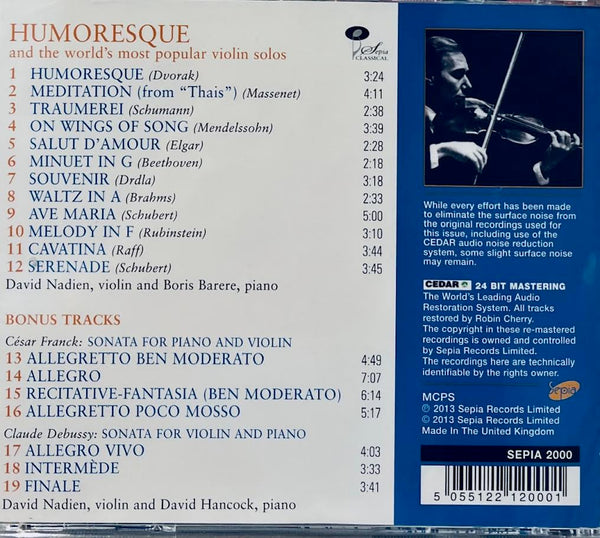 HUMORESQUE
and the world's most popular violin solos
Sepia
CLASSICAL
1 HUMORESQUE (Dvorak) 3:24
2 MEDITATION (from “Thais”) (Massenet) 4:11
3 TRAUMEREI (Schumann) 2:38
4 ON WINGS OF SONG (Mendelssohn) 3:39
5 SALUT D'AMOUR (Elgar) 2:28
6 MINUET IN G (Beethoven) 2:18
7 SOUVENIR (Drdla) 3:18
8 WALTZ IN A (Brahms) 2:33
9 AVE MARIA (Schubert) 5:00
10 MELODY IN F (Rubinstein) 3:10
11 CAVATINA (Raff) 3:44
12 SERENADE (Schubert) 3:45
David Nadien, violin and Boris Barere, piano
BONUS TRACKS
César Franck: SONATA FOR PIANO AND VIOLIN
13 ALLEGRETTO BEN MODERATO 4:49
14 ALLEGRO 7:07
15 RECITATIVE-FANTASIA (BEN MODERATO) 6:14
16 ALLEGRETTO POCO MOSSO 5:17
Claude Debussy: SONATA FOR VIOLIN AND PIANO
17 ALLEGRO VIVO 4:03
18 INTERMÈDE 3:33
19 FINALE 3:41
David Nadien, violin and David Hancock, piano
While every effort has been made
to eliminate the surface noise from
the original recordings used for
this issue, including use of the
CEDAR audio noise reduction
system, some slight surface noise
may remain.
CEDAR 24 BIT MASTERING
The World's Leading Audio
Restoration System. All tracks
restored by Robin Cherry.
The copyright in these re-mastered
recordings is owned and controlled
by Sepia Records Limited.
The recordings here are technically
identifiable by the rights owner.
Sepia
MCPS
℗ 2013 Sepia Records Limited
© 2013 Sepia Records Limited
Made In The United Kingdom
SEPIA 2000
5 055122 120001